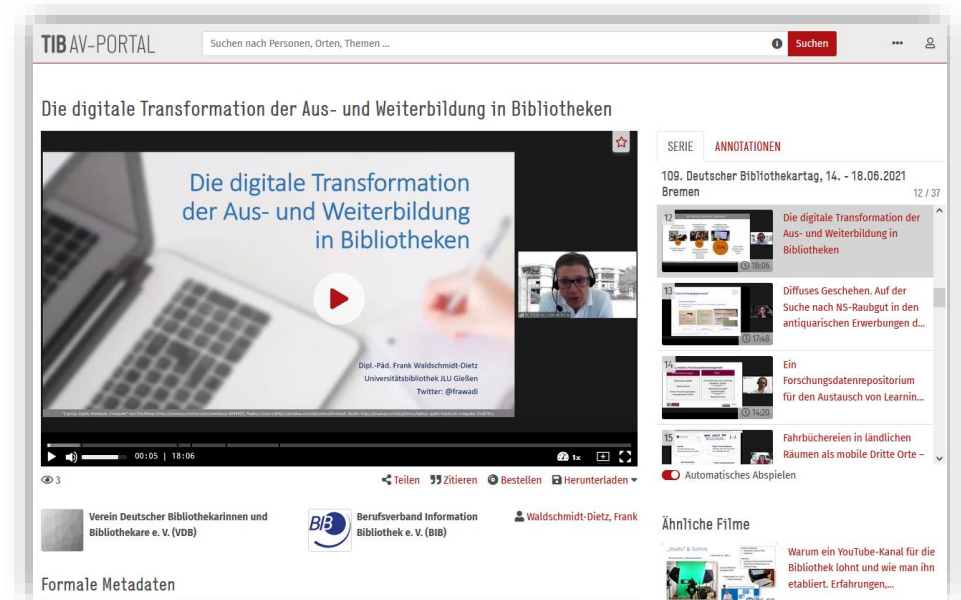 TIB AV-PORTAL
Suchen nach Personen, Orten, Themen ...
Suchen
Die digitale Transformation der Aus- und Weiterbildung in Bibliotheken
Die digitale Transformation
der Aus- und Weiterbildung
in Bibliotheken
Dipl.-Päd. Frank Waldschmidt-Dietz
Universitätsbibliothek JLU Gießen
Twitter: @frawadi
00:05 | 18:06
1x
3
Teilen
Zitieren
Bestellen
Herunterladen
Verein Deutscher Bibliothekarinnen und
Bibliothekare e. V. (VDB)
BIB
Berufsverband Information
Bibliothek e. V. (BIB)
Waldschmidt-Dietz, Frank
Formale Metadaten
SERIE
ANNOTATIONEN
109. Deutscher Bibliothekartag, 14. - 18.06.2021
Bremen
12 / 37
12
18:06
Die digitale Transformation der
Aus- und Weiterbildung in
Bibliotheken
13
17:48
Diffuses Geschehen. Auf der
Suche nach NS-Raubgut in den
antiquarischen Erwerbungen d...
14
14:20
Ein
Forschungsdatenrepositorium
für den Austausch von Learnin...
15
Fahrbüchereien in ländlichen
Räumen als mobile Dritte Orte –
Automatisches Abspielen
Ähnliche Filme
„Studio" & Technik
Warum ein YouTube-Kanal für die
Bibliothek lohnt und wie man ihn
etabliert. Erfahrungen,...